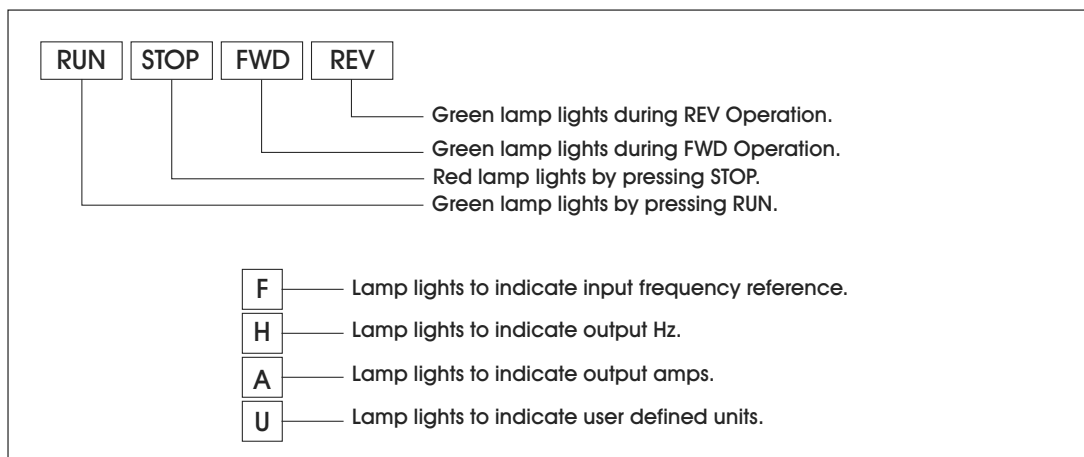 RUN STOP FWD REV
Green lamp lights during REV Operation.
Green lamp lights during FWD Operation.
Red lamp lights by pressing STOP.
Green lamp lights by pressing RUN.
F Lamp lights to indicate input frequency reference.
H Lamp lights to indicate output Hz.
A Lamp lights to indicate output amps.
U Lamp lights to indicate user defined units.